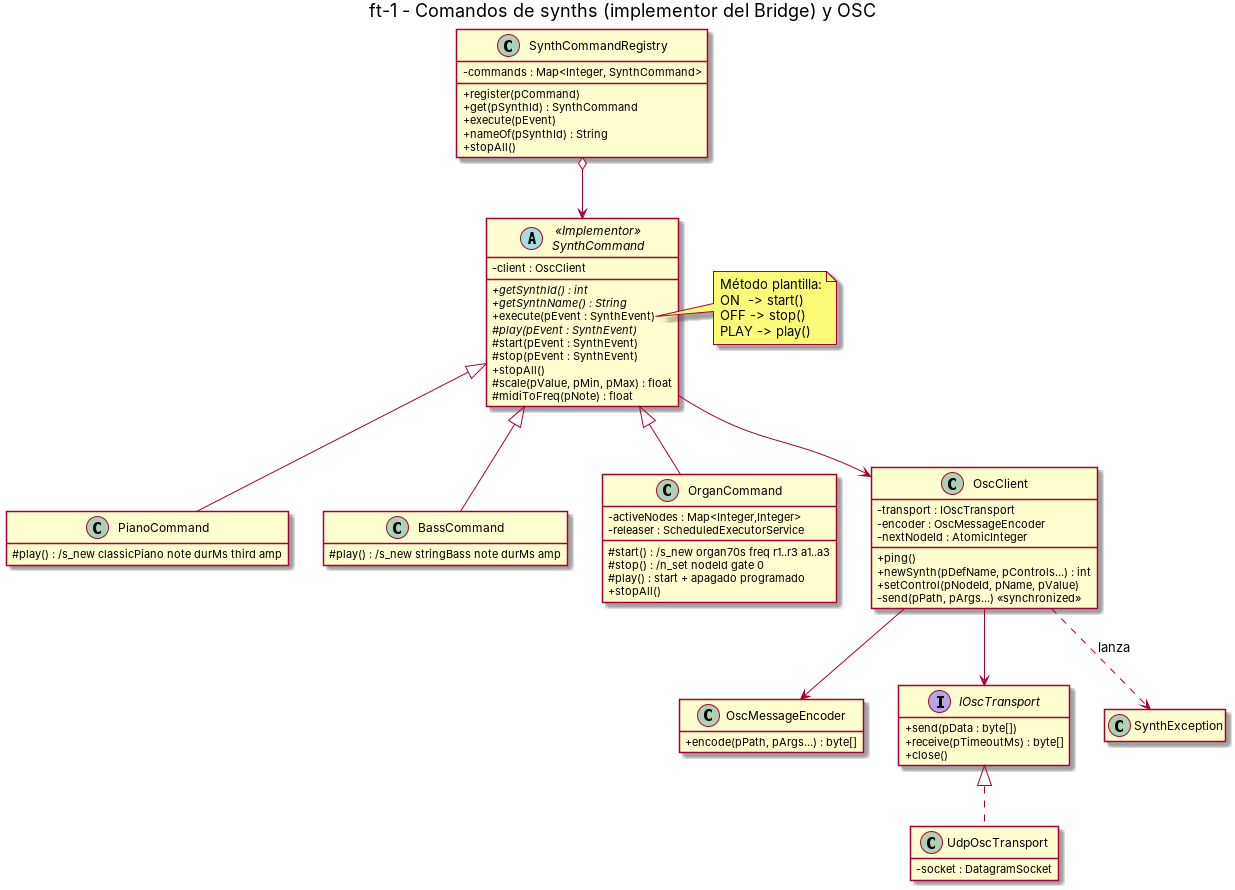 ft-1 - Comandos de synths (implementor del Bridge) y OSC
C SynthCommandRegistry
-commands : Map<Integer, SynthCommand>
+register(pCommand)
+get(pSynthId) : SynthCommand
+execute(pEvent)
+nameOf(pSynthId) : String
+stopAll()
A «Implementor»
SynthCommand
-client : OscClient
+getSynthId() : int
+getSynthName() : String
+execute(pEvent : SynthEvent)
#play(pEvent : SynthEvent)
#start(pEvent : SynthEvent)
#stop(pEvent : SynthEvent)
+stopAll()
#scale(pValue, pMin, pMax) : float
#midiToFreq(pNote) : float
Método plantilla:
ON -> start()
OFF -> stop()
PLAY -> play()
C PianoCommand
#play() : /s_new classicPiano note durMs third amp
C BassCommand
#play() : /s_new stringBass note durMs amp
C OrganCommand
-activeNodes : Map<Integer,Integer>
-releaser : ScheduledExecutorService
#start() : /s_new organ70s freq r1..r3 a1..a3
#stop() : /n_set nodeId gate 0
#play() : start + apagado programado
+stopAll()
C OscClient
-transport : IOscTransport
-encoder : OscMessageEncoder
-nextNodeId : AtomicInteger
+ping()
+newSynth(pDefName, pControls...) : int
+setControl(pNodeId, pName, pValue)
-send(pPath, pArgs...) «synchronized»
lanza
C OscMessageEncoder
+encode(pPath, pArgs...) : byte[]
I IOscTransport
+send(pData : byte[])
+receive(pTimeoutMs) : byte[]
+close()
C SynthException
C UdpOscTransport
-socket : DatagramSocket